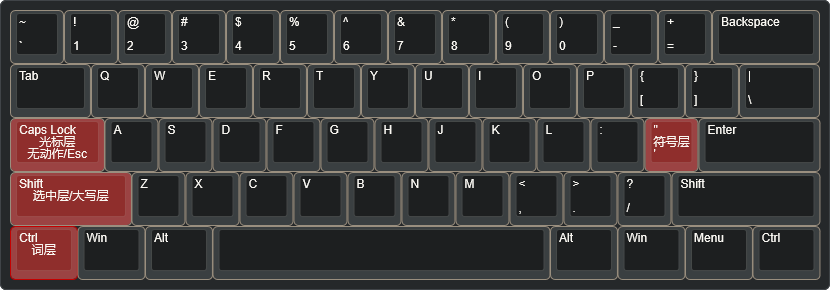 ~ ! @ # $ % ^ & * ( ) _ + Backspace
` 1 2 3 4 5 6 7 8 9 0 - =
Tab Q W E R T Y U I O P { } |
[ ] \
Caps Lock A S D F G H J K L : " Enter
光标层 符号层
无动作/Esc '
Shift Z X C V B N M < > ? Shift
选中层/大写层
, . /
Ctrl Win Alt Alt Win Menu Ctrl
词层